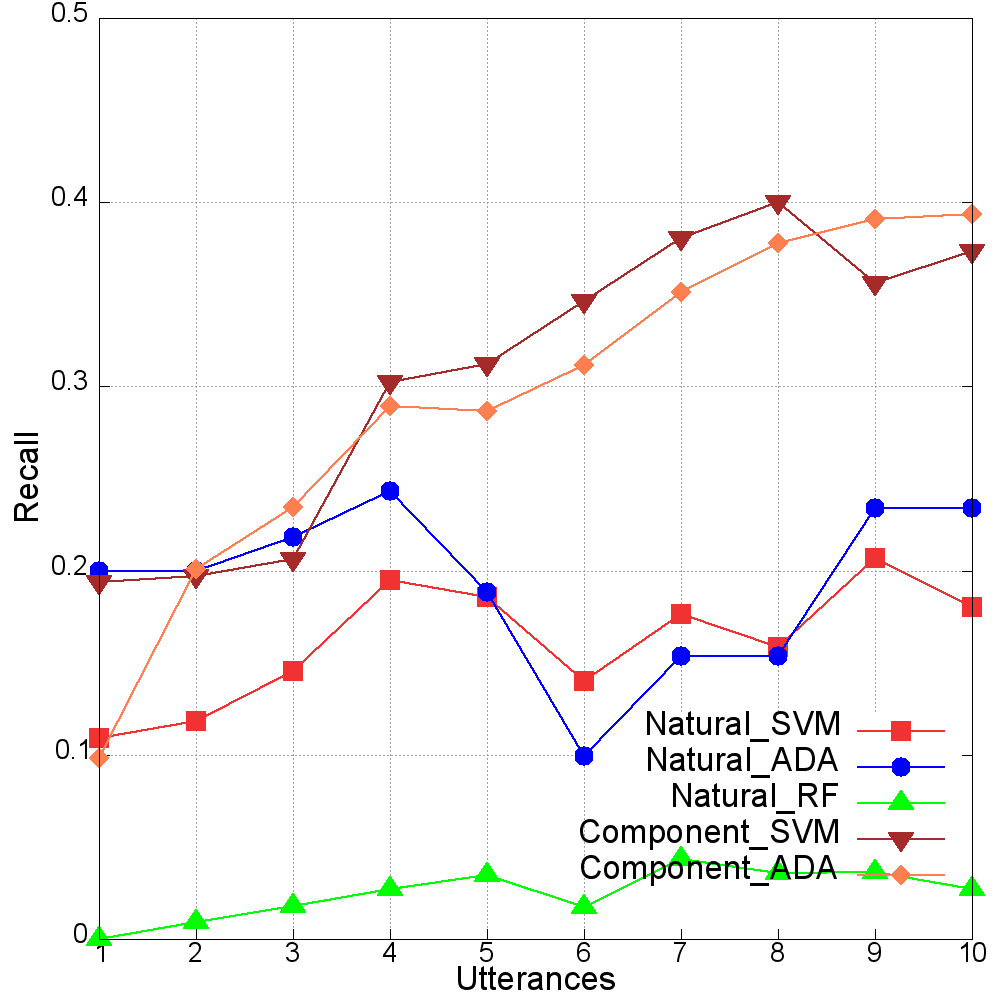 0.5
0.4
0.3
0.2
0.1
0
Recall
Natural_SVM
Natural_ADA
Natural_RF
Component_SVM
Component_ADA
1 2 3 4 5 6 7 8 9 10
Utterances